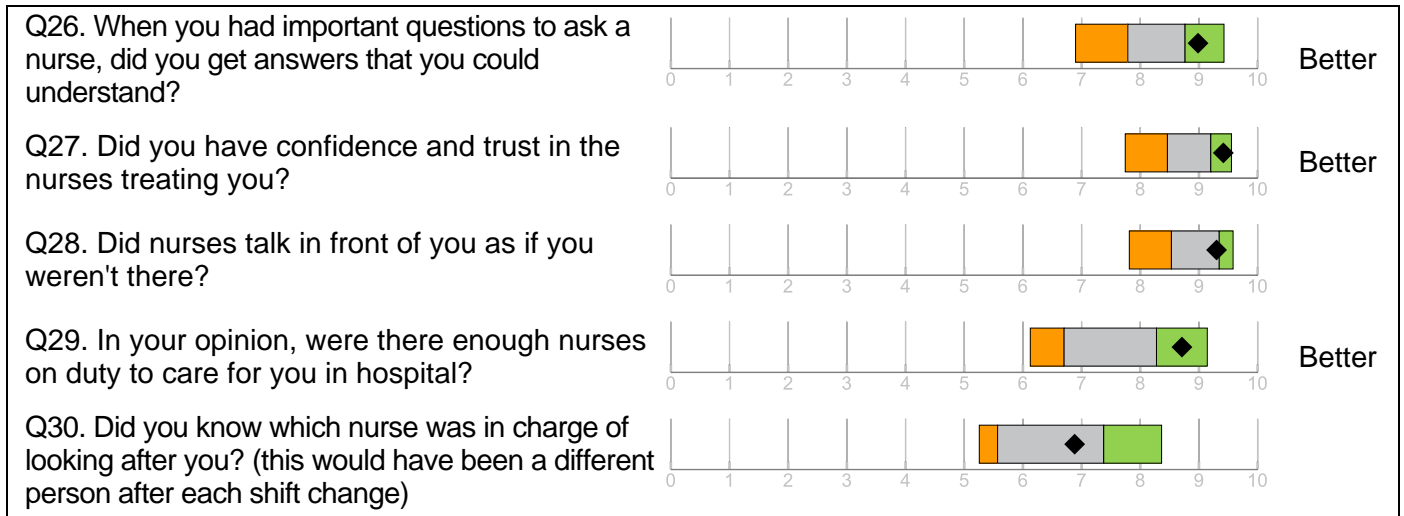 Q26. When you had important questions to ask a
nurse, did you get answers that you could
understand?
0 1 2 3 4 5 6 7 8 9 10
Better
Q27. Did you have confidence and trust in the
nurses treating you?
0 1 2 3 4 5 6 7 8 9 10
Better
Q28. Did nurses talk in front of you as if you
weren't there?
0 1 2 3 4 5 6 7 8 9 10
Q29. In your opinion, were there enough nurses
on duty to care for you in hospital?
0 1 2 3 4 5 6 7 8 9 10
Better
Q30. Did you know which nurse was in charge of
looking after you? (this would have been a different
person after each shift change)
0 1 2 3 4 5 6 7 8 9 10